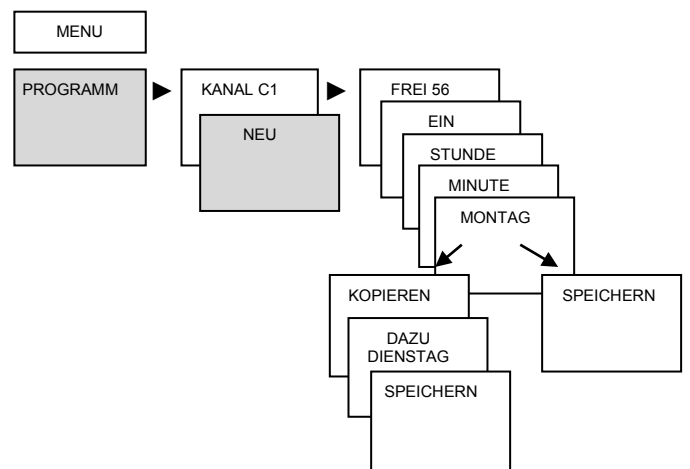 MENU
PROGRAMM
KANAL C1
NEU
FREI 56
EIN
STUNDE
MINUTE
MONTAG
KOPIEREN
DAZU
DIENSTAG
SPEICHERN
SPEICHERN